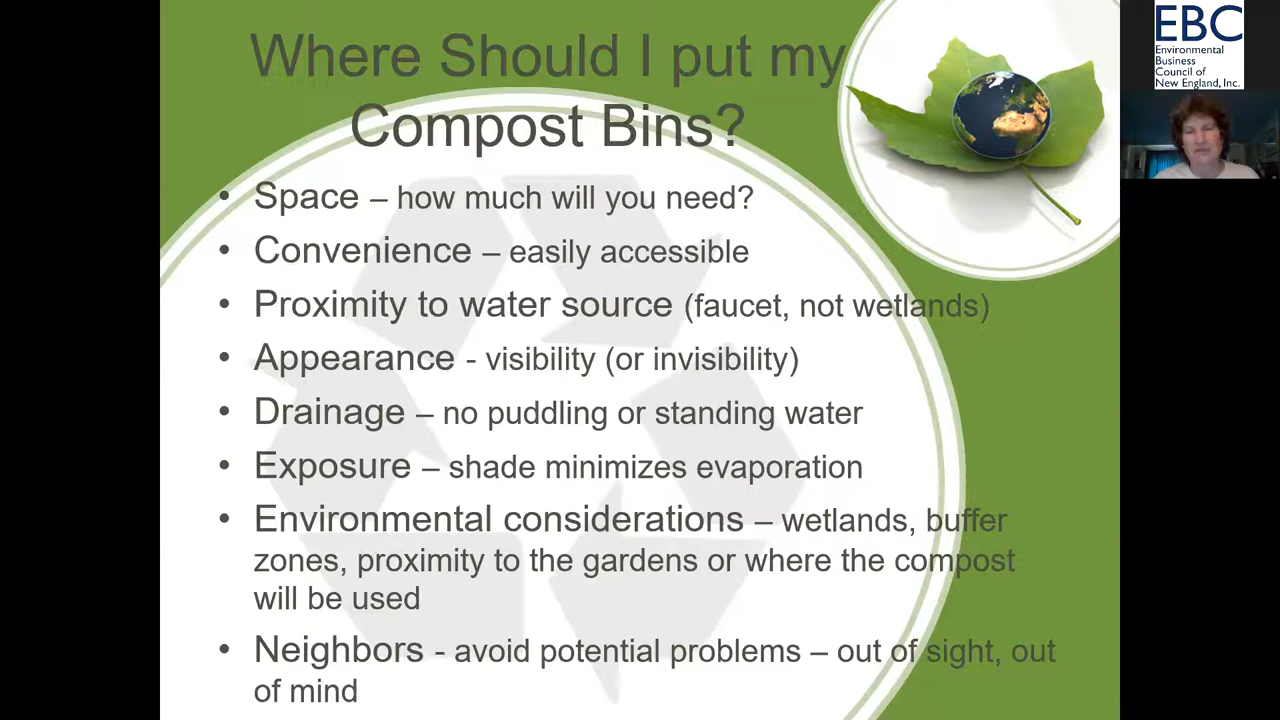 Where Should I put my
Compost Bins?
• Space – how much will you need?
• Convenience – easily accessible
• Proximity to water source (faucet, not wetlands)
• Appearance - visibility (or invisibility)
• Drainage – no puddling or standing water
• Exposure – shade minimizes evaporation
• Environmental considerations – wetlands, buffer
zones, proximity to the gardens or where the compost
will be used
• Neighbors - avoid potential problems – out of sight, out
of mind
EBC
Environmental
Business
Council of
New England, Inc.